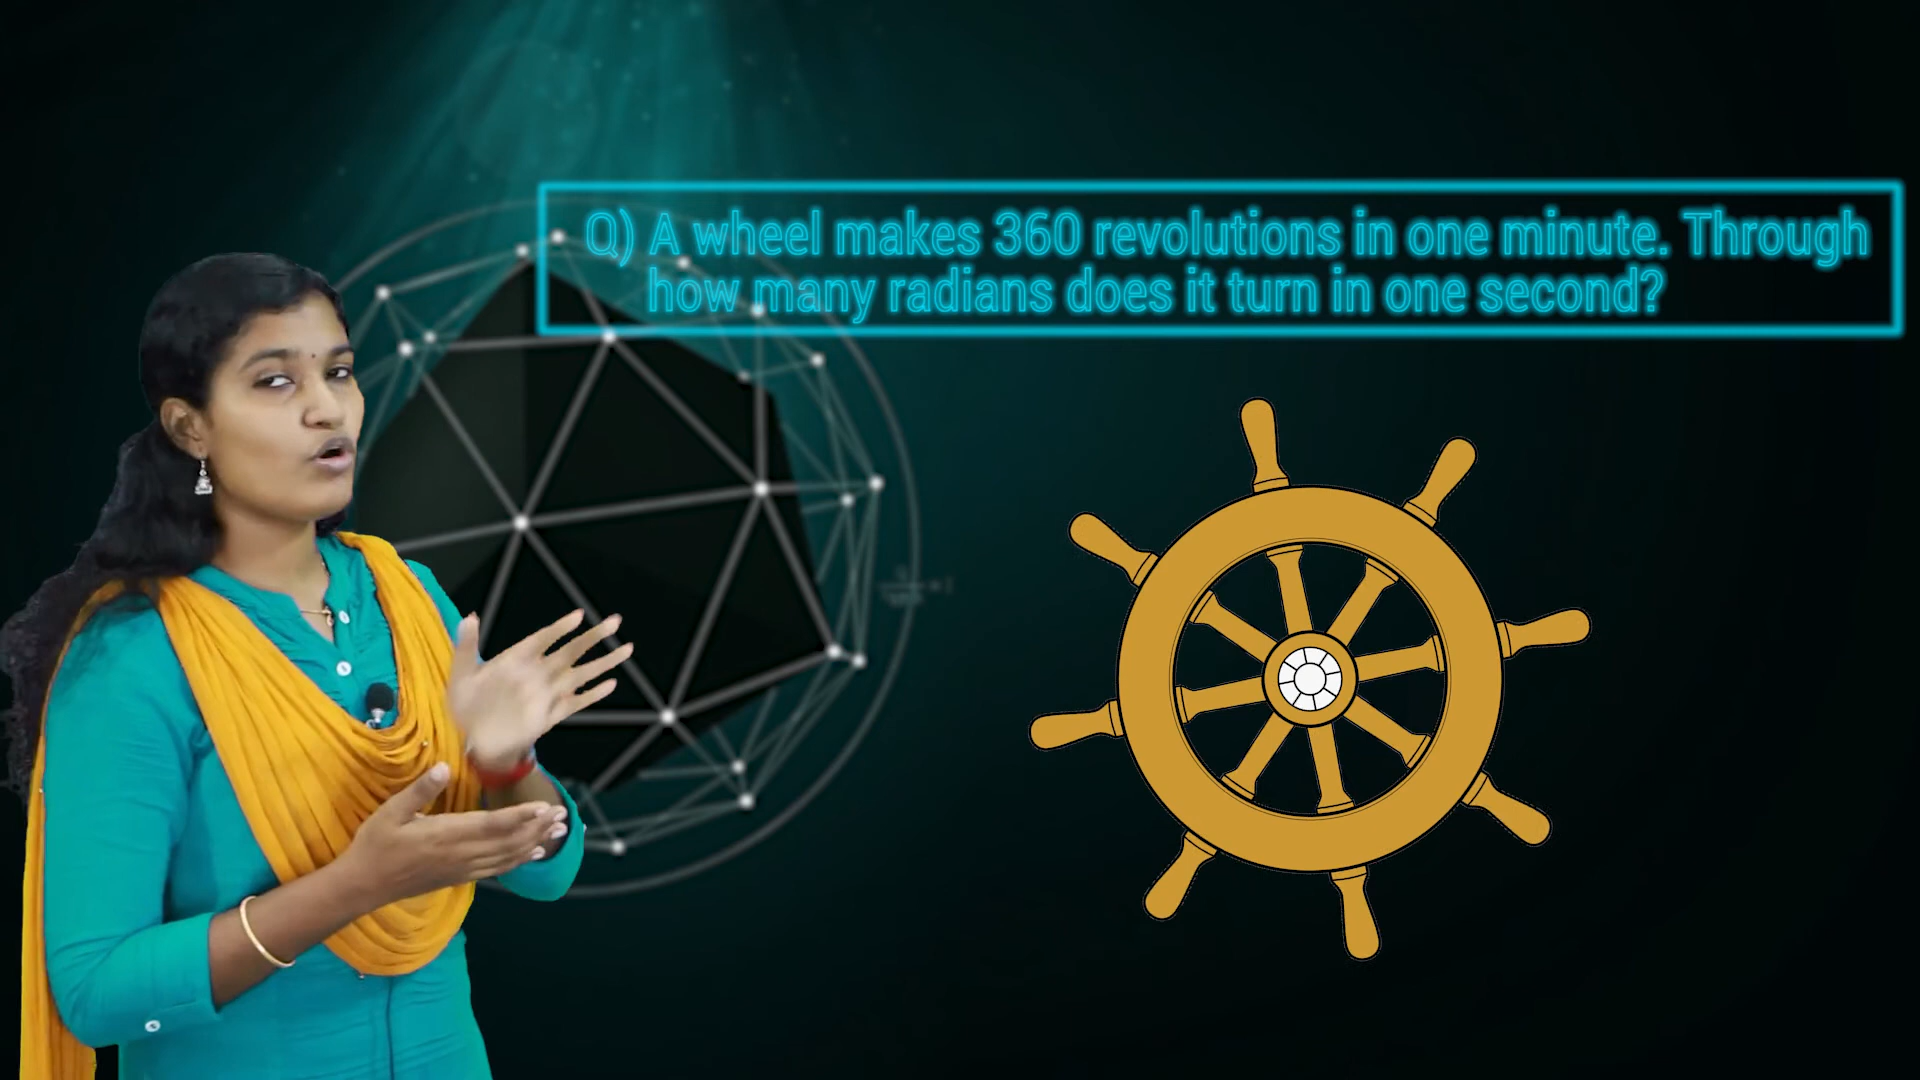 Q) A wheel makes 360 revolutions in one minute. Through
how many radians does it turn in one second?